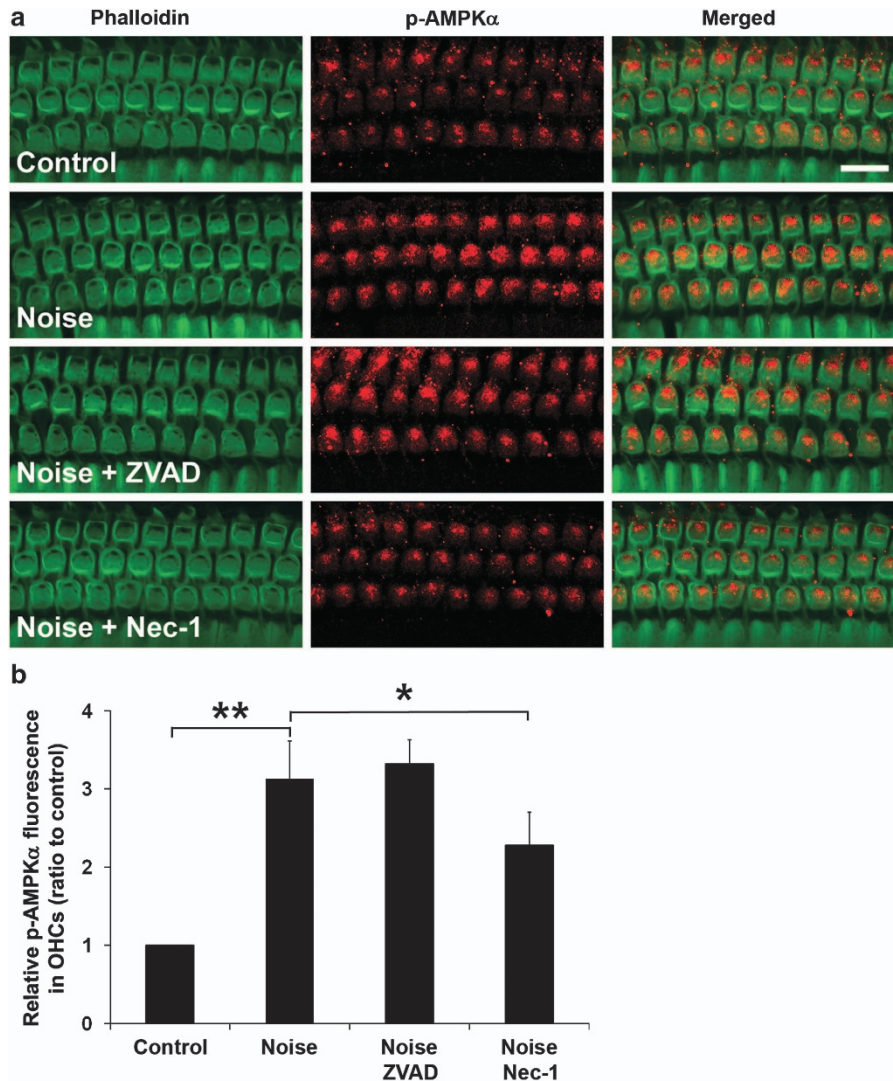 a
Phalloidin p-AMPKα Merged
Control
Noise
Noise + ZVAD
Noise + Nec-1
b
Relative p-AMPKα fluorescence
in OHCs (ratio to control)
4
3
2
1
0
**
*
Control Noise Noise Noise
ZVAD Nec-1